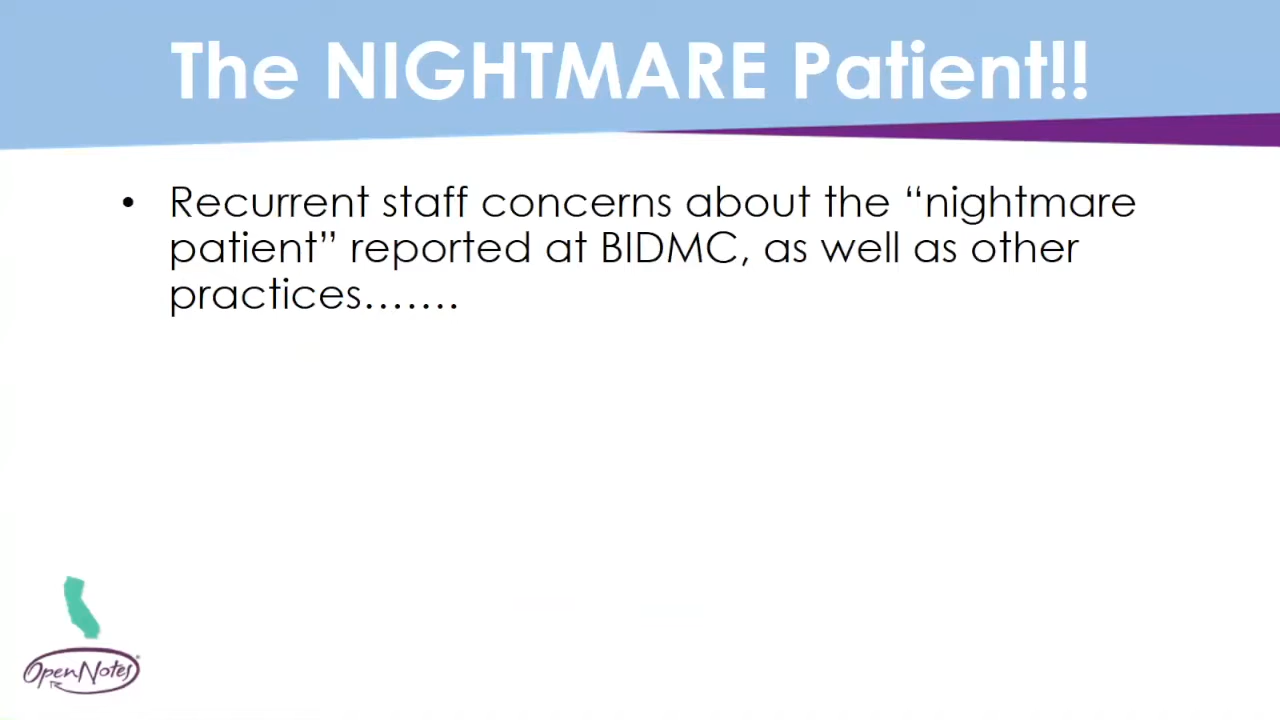 The NIGHTMARE Patient!!
• Recurrent staff concerns about the “nightmare
patient” reported at BIDMC, as well as other
practices.......
OpenNotes